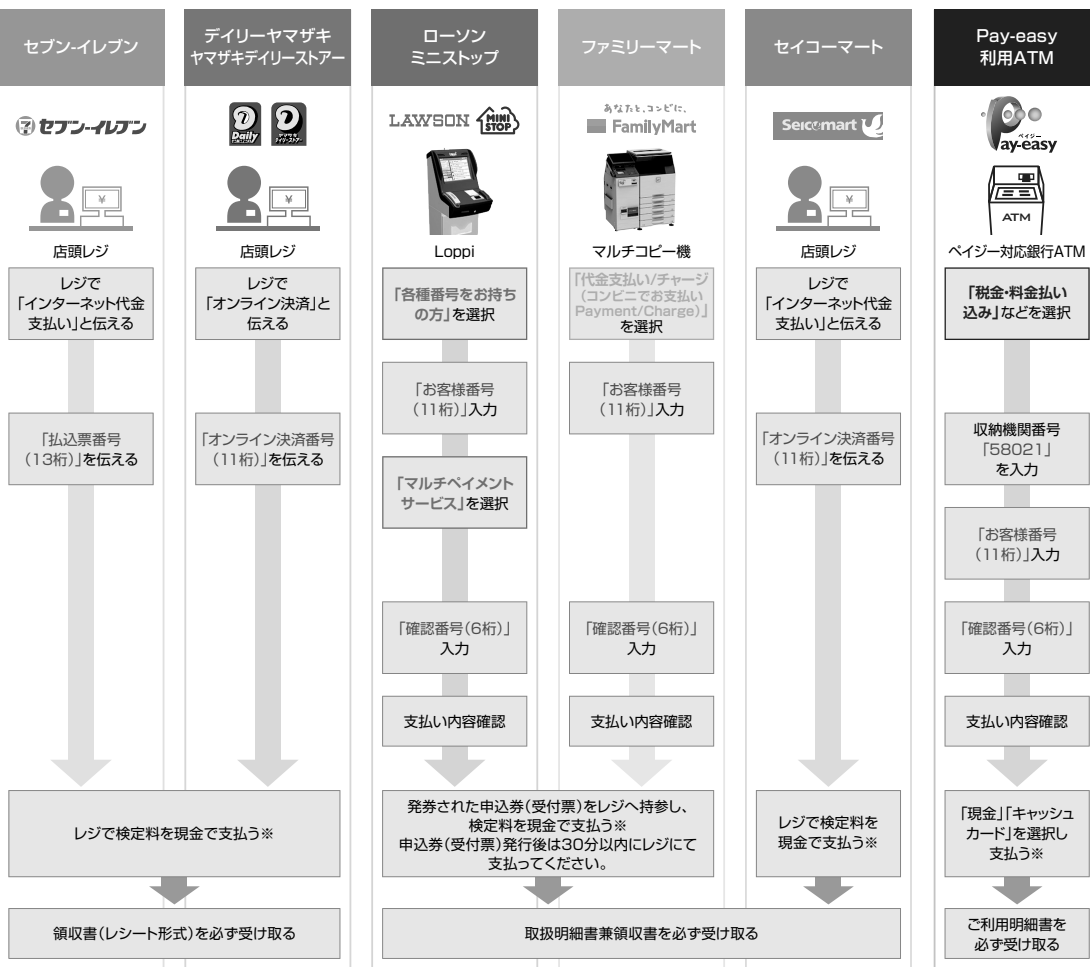 セブン-イレブン
デイリーヤマザキ
ヤマザキデイリーストアー
ローソン
ミニストップ
ファミリーマート
セイコーマート
Pay-easy
利用ATM
セブン-イレブン
Daily
デイリーストアー
LAWSON
MINI
STOP
あなたと、コンビに、
FamilyMart
Seicomart
ペイジー
Pay-easy
¥
¥
¥
ATM
店頭レジ
店頭レジ
Loppi
マルチコピー機
店頭レジ
ペイジー対応銀行ATM
レジで
「インターネット代金
支払い」と伝える
レジで
「オンライン決済」と
伝える
「各種番号をお持ち
の方」を選択
「代金支払い/チャージ
(コンビニでお支払い
Payment/Charge)」
を選択
レジで
「インターネット代金
支払い」と伝える
「税金・料金払い
込み」などを選択
「お客様番号
(11桁)」入力
「お客様番号
(11桁)」入力
「払込票番号
(13桁)」を伝える
「オンライン決済番号
(11桁)」を伝える
「マルチペイメント
サービス」を選択
「オンライン決済番号
(11桁)」を伝える
収納機関番号
「58021」
を入力
「お客様番号
(11桁)」入力
「確認番号(6桁)」
入力
「確認番号(6桁)」
入力
「確認番号(6桁)」
入力
支払い内容確認
支払い内容確認
支払い内容確認
レジで検定料を現金で支払う※
発券された申込券(受付票)をレジへ持参し、
検定料を現金で支払う※
申込券(受付票)発行後は30分以内にレジにて
支払ってください。
レジで検定料を
現金で支払う※
「現金」「キャッシュ
カード」を選択し
支払う※
領収書(レシート形式)を必ず受け取る
取扱明細書兼領収書を必ず受け取る
ご利用明細書を
必ず受け取る